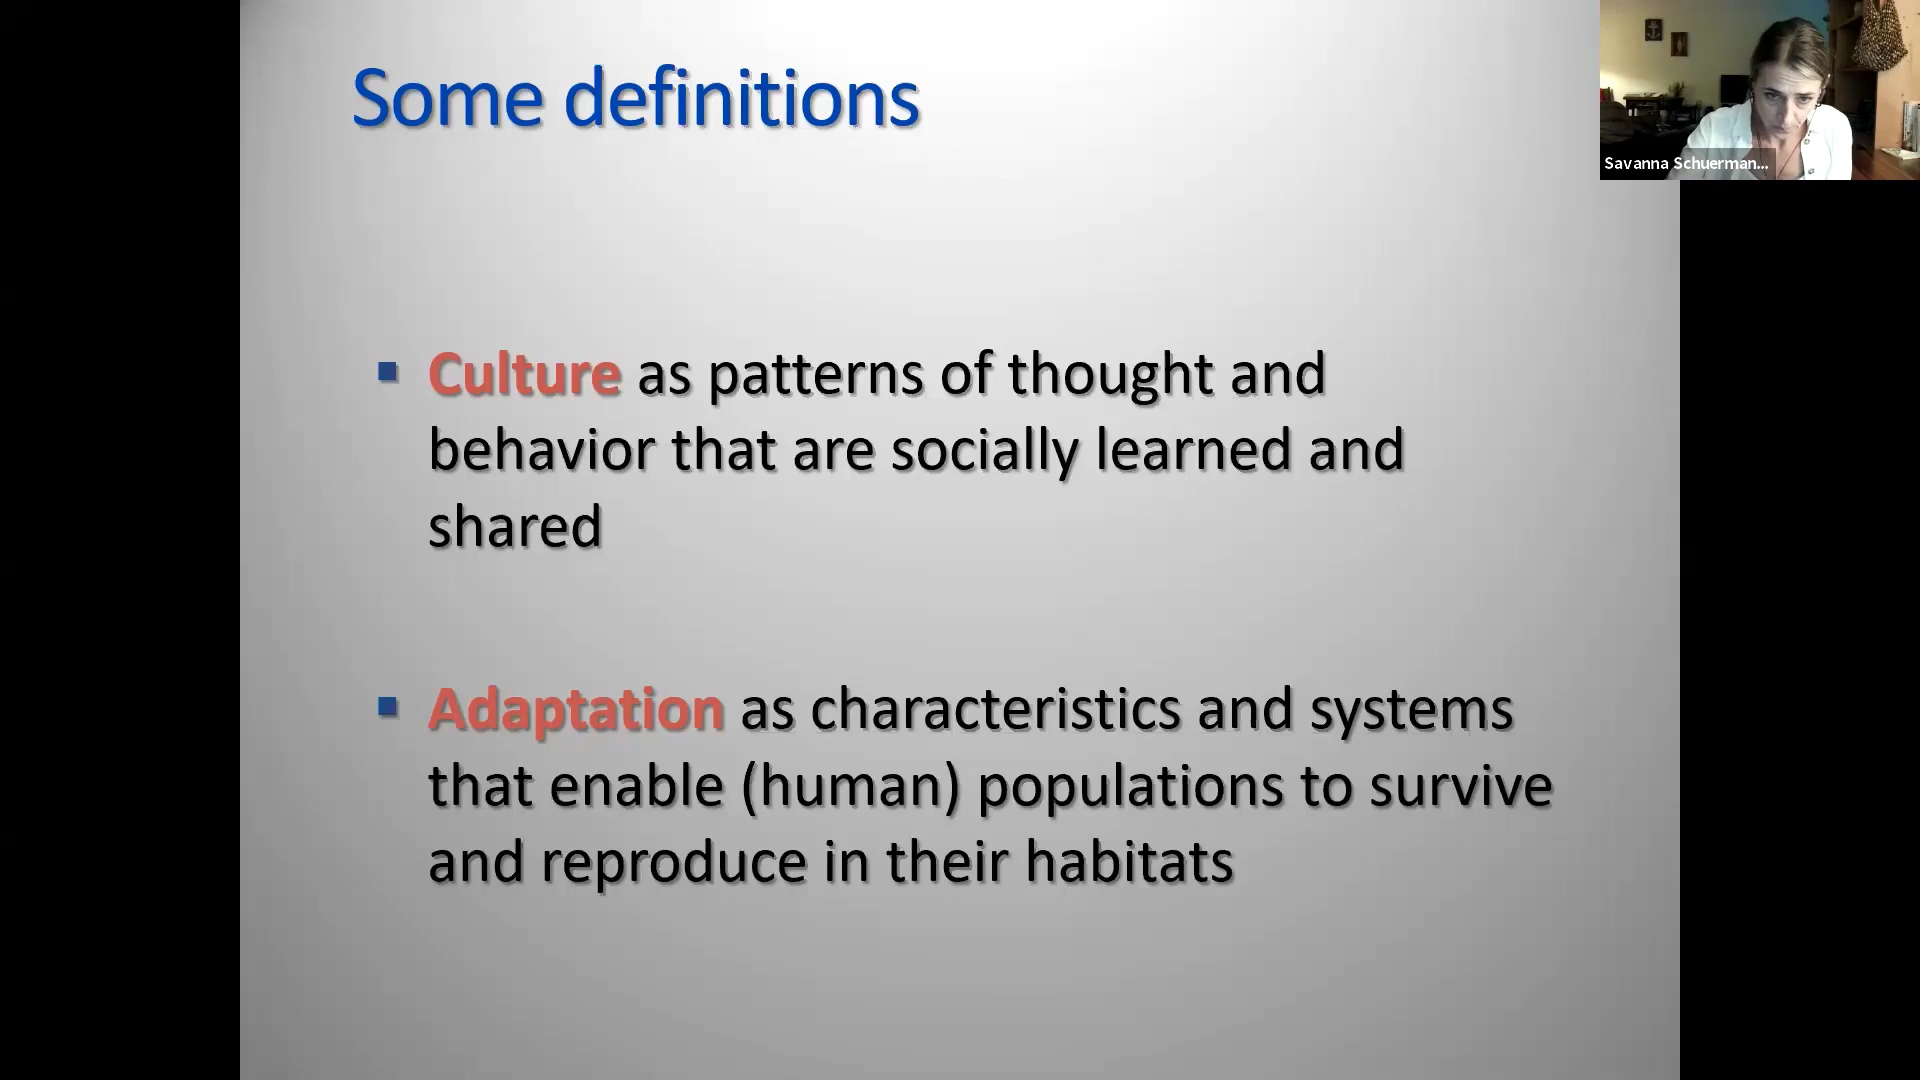 Some definitions
Savanna Schuerman...
▪ Culture as patterns of thought and
behavior that are socially learned and
shared
▪ Adaptation as characteristics and systems
that enable (human) populations to survive
and reproduce in their habitats